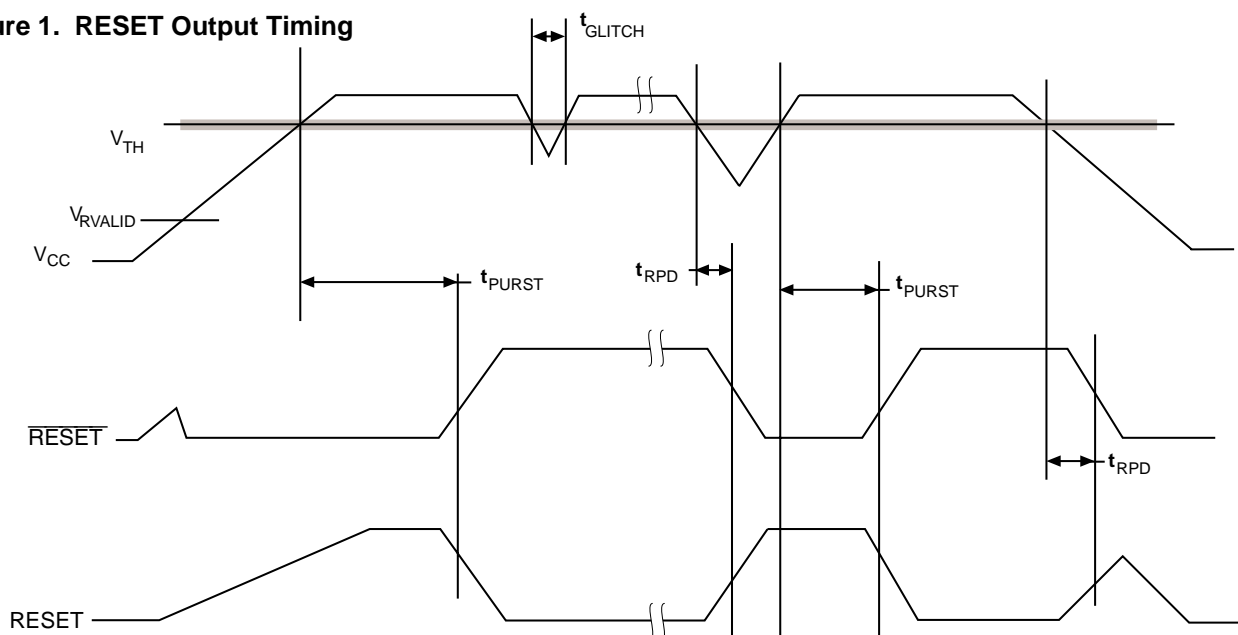 ure 1. RESET Output Timing
tGLITCH
VTH
VRVALID
VCC
tPURST
tRPD
tPURST
RESET
tRPD
RESET